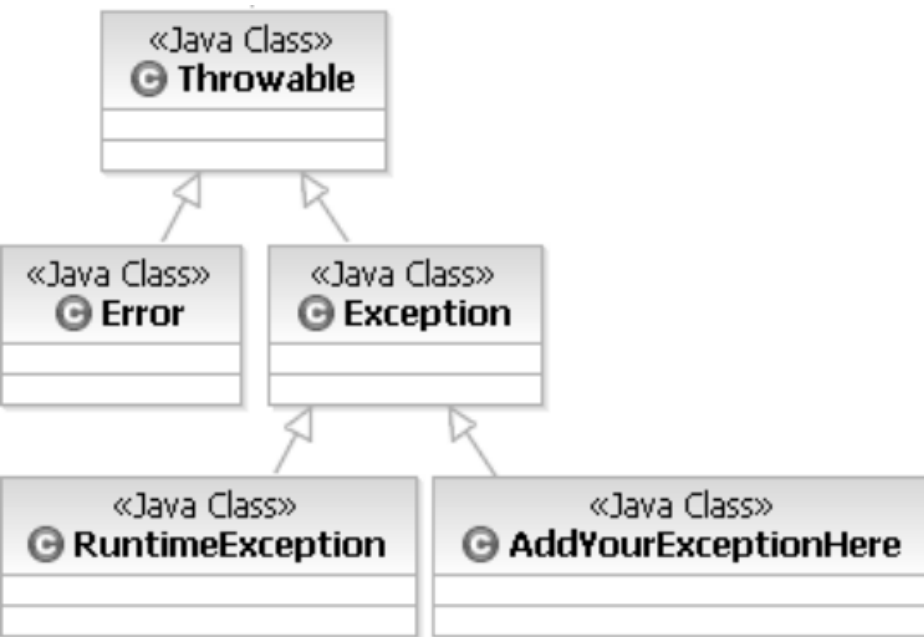 «Java Class»
C Throwable
«Java Class»
C Error
«Java Class»
C Exception
«Java Class»
C RuntimeException
«Java Class»
C AddYourExceptionHere